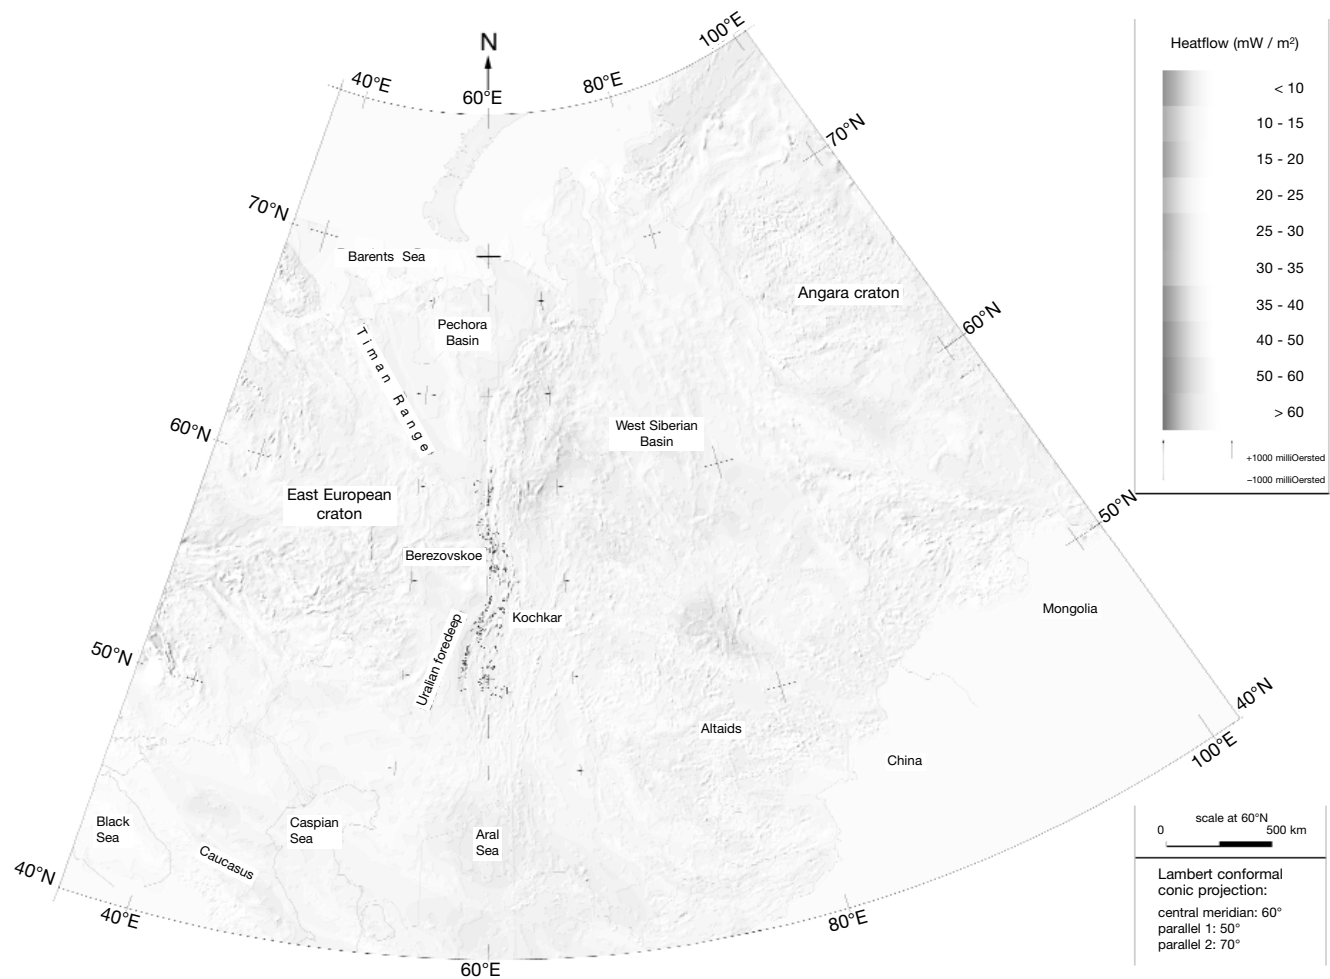 100°E
N
40°E
80°E
60°E
Heatflow (mW / m²)
< 10
10 - 15
15 - 20
20 - 25
25 - 30
30 - 35
35 - 40
40 - 50
50 - 60
> 60
+1000 milliOersted
−1000 milliOersted
70°N
70°N
Barents Sea
Angara craton
60°N
Pechora
Basin
Timan Range
60°N
West Siberian
Basin
East European
craton
50°N
Berezovskoe
Kochkar
Mongolia
Uralian foredeep
50°N
Altaids
40°N
100°E
China
Black
Sea
Caspian
Sea
Aral
Sea
Caucasus
40°N
40°E
80°E
60°E
scale at 60°N
0 500 km
Lambert conformal
conic projection:
central meridian: 60°
parallel 1: 50°
parallel 2: 70°